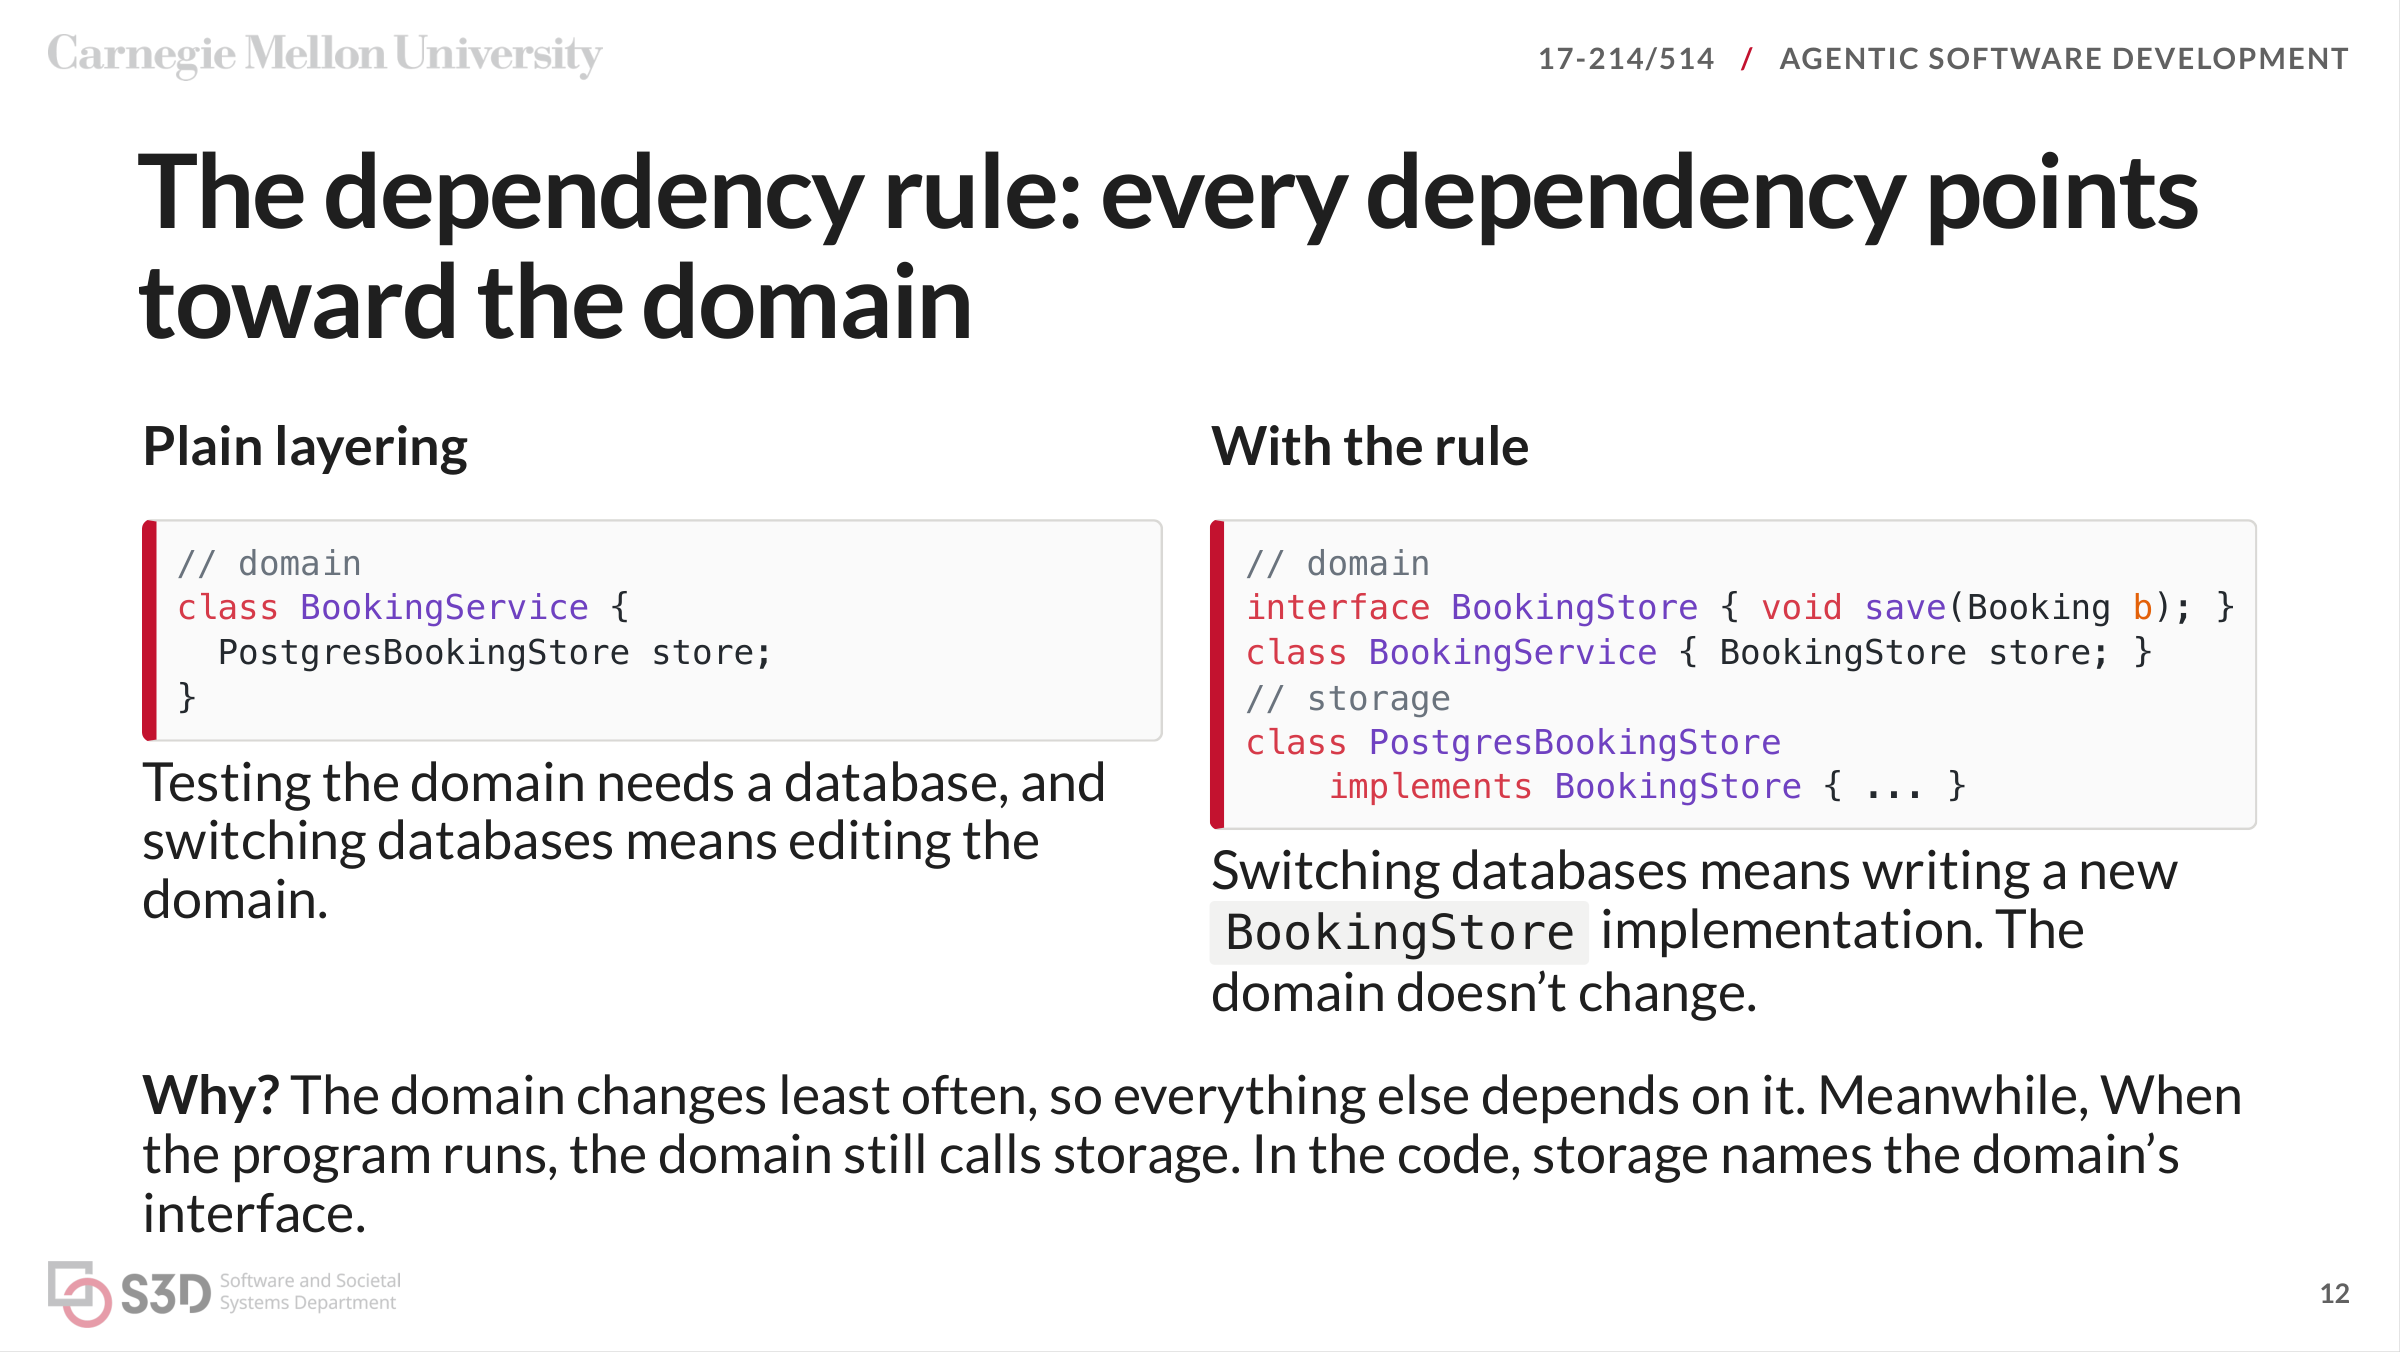 Carnegie Mellon University
17-214/514 / AGENTIC SOFTWARE DEVELOPMENT
The dependency rule: every dependency points
toward the domain
Plain layering
// domain
class BookingService {
  PostgresBookingStore store;
}
Testing the domain needs a database, and
switching databases means editing the
domain.
With the rule
// domain
interface BookingStore { void save(Booking b); }
class BookingService { BookingStore store; }
// storage
class PostgresBookingStore
    implements BookingStore { ... }
Switching databases means writing a new
BookingStore implementation. The
domain doesn’t change.
Why? The domain changes least often, so everything else depends on it. Meanwhile, When
the program runs, the domain still calls storage. In the code, storage names the domain’s
interface.
S3D Software and Societal
Systems Department
12